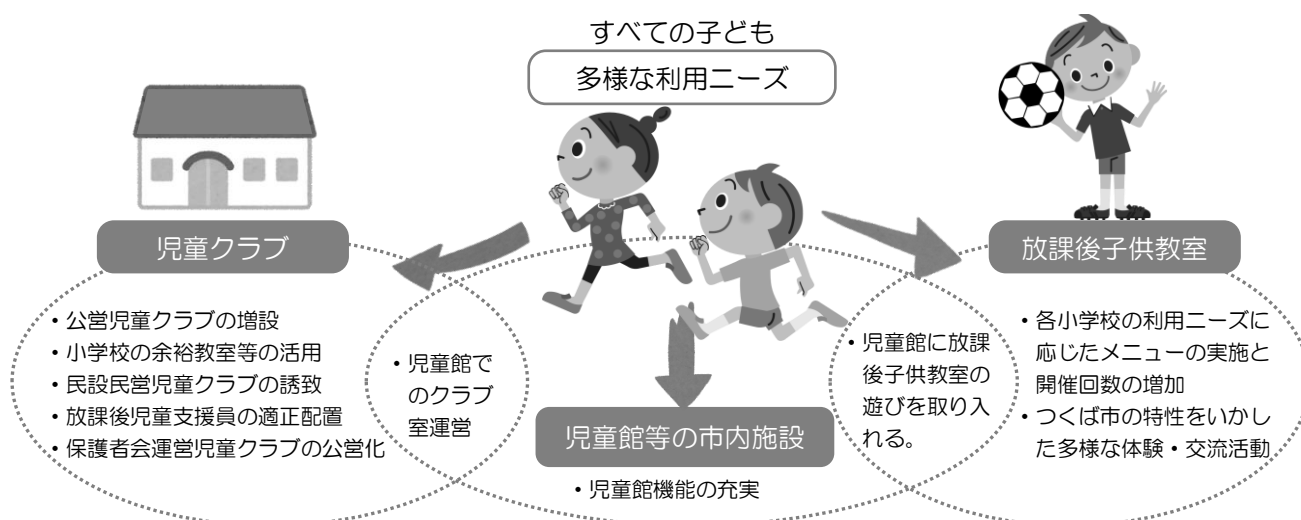 すべての子ども
多様な利用ニーズ
児童クラブ
・公営児童クラブの増設
・小学校の余裕教室等の活用
・民設民営児童クラブの誘致
・放課後児童支援員の適正配置
・保護者会運営児童クラブの公営化
・児童館で
のクラブ
室運営
児童館等の市内施設
・児童館機能の充実
・児童館に放課
後子供教室の
遊びを取り入
れる。
放課後子供教室
・各小学校の利用ニーズに
応じたメニューの実施と
開催回数の増加
・つくば市の特性をいかし
た多様な体験・交流活動